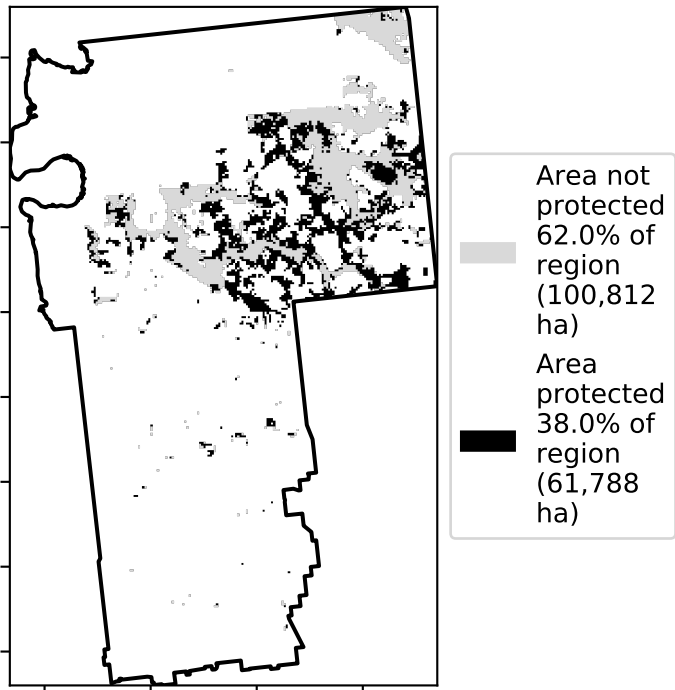 Area not
protected
62.0% of
region
(100,812
ha)
Area
protected
38.0% of
region
(61,788
ha)